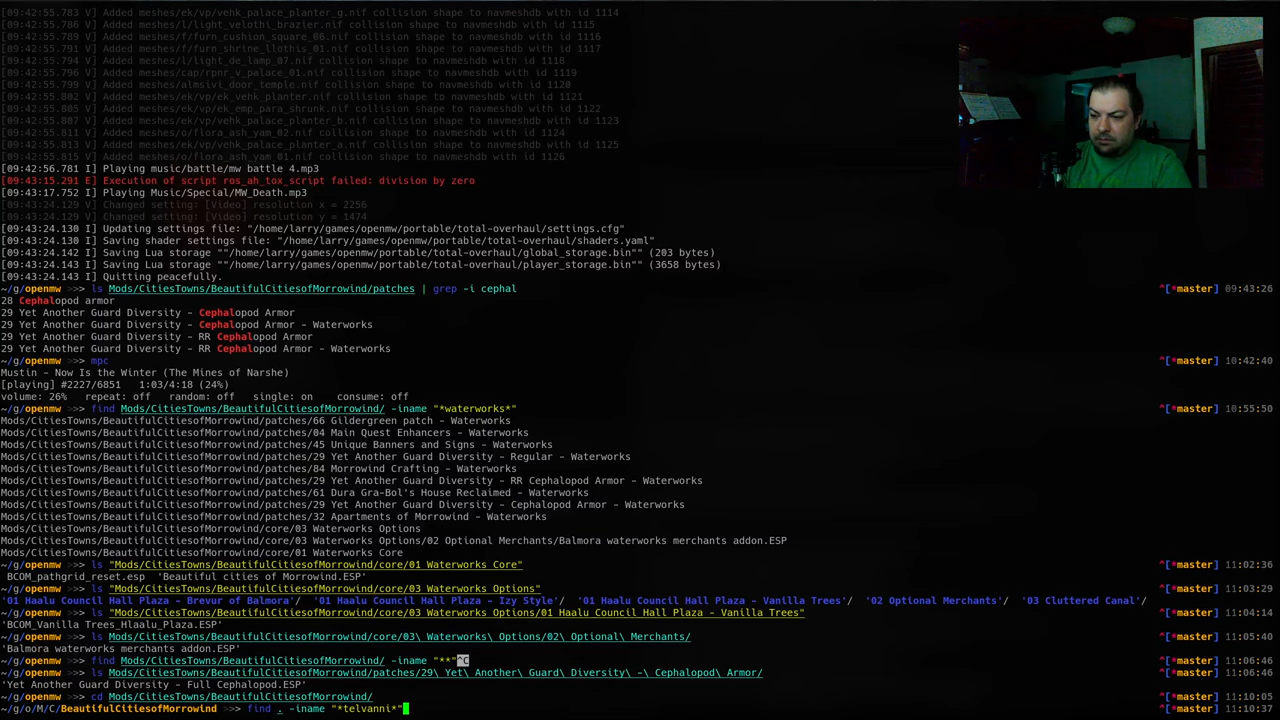 [09:42:55.783 V] Added meshes/ek/vp/vehk_palace_planter_g.nif collision shape to navmeshdb with id 1114
[09:42:55.786 V] Added meshes/l/light_velothi_brazier.nif collision shape to navmeshdb with id 1115
[09:42:55.789 V] Added meshes/f/furn_cushion_square_06.nif collision shape to navmeshdb with id 1116
[09:42:55.791 V] Added meshes/f/furn_shrine_llothis_01.nif collision shape to navmeshdb with id 1117
[09:42:55.794 V] Added meshes/l/light_de_lamp_07.nif collision shape to navmeshdb with id 1118
[09:42:55.796 V] Added meshes/cap/rpnr_v_palace_01.nif collision shape to navmeshdb with id 1119
[09:42:55.799 V] Added meshes/almsivi_door_temple.nif collision shape to navmeshdb with id 1120
[09:42:55.802 V] Added meshes/ek/vp/ek_vehk_planter.nif collision shape to navmeshdb with id 1121
[09:42:55.805 V] Added meshes/ek/vp/ek_emp_para_shrunk.nif collision shape to navmeshdb with id 1122
[09:42:55.807 V] Added meshes/ek/vp/vehk_palace_planter_b.nif collision shape to navmeshdb with id 1123
[09:42:55.811 V] Added meshes/o/flora_ash_yam_02.nif collision shape to navmeshdb with id 1124
[09:42:55.813 V] Added meshes/ek/vp/vehk_palace_planter_a.nif collision shape to navmeshdb with id 1125
[09:42:55.815 V] Added meshes/o/flora_ash_yam_01.nif collision shape to navmeshdb with id 1126
[09:42:56.781 I] Playing music/battle/mw battle 4.mp3
[09:43:15.291 E] Execution of script ros_ah_tox_script failed: division by zero
[09:43:17.752 I] Playing Music/Special/MW_Death.mp3
[09:43:24.129 V] Changed setting: [Video] resolution x = 2256
[09:43:24.129 V] Changed setting: [Video] resolution y = 1474
[09:43:24.130 I] Updating settings file: "/home/larry/games/openmw/portable/total-overhaul/settings.cfg"
[09:43:24.130 I] Saving shader settings file: "/home/larry/games/openmw/portable/total-overhaul/shaders.yaml"
[09:43:24.142 I] Saving Lua storage ""/home/larry/games/openmw/portable/total-overhaul/global_storage.bin"" (203 bytes)
[09:43:24.143 I] Saving Lua storage ""/home/larry/games/openmw/portable/total-overhaul/player_storage.bin"" (3658 bytes)
[09:43:24.143 I] Quitting peacefully.
~/g/openmw >>> ls Mods/CitiesTowns/BeautifulCitiesofMorrowind/patches | grep -i cephal ^[*master] 09:43:26
28 Cephalopod armor
29 Yet Another Guard Diversity - Cephalopod Armor
29 Yet Another Guard Diversity - Cephalopod Armor - Waterworks
29 Yet Another Guard Diversity - RR Cephalopod Armor
29 Yet Another Guard Diversity - RR Cephalopod Armor - Waterworks
~/g/openmw >>> mpc ^[*master] 10:42:40
Mustin - Now Is the Winter (The Mines of Narshe)
[playing] #2227/6851   1:03/4:18 (24%)
volume: 26%   repeat: off   random: off   single: on   consume: off
~/g/openmw >>> find Mods/CitiesTowns/BeautifulCitiesofMorrowind/ -iname "*waterworks*" ^[*master] 10:55:50
Mods/CitiesTowns/BeautifulCitiesofMorrowind/patches/66 Gildergreen patch - Waterworks
Mods/CitiesTowns/BeautifulCitiesofMorrowind/patches/04 Main Quest Enhancers - Waterworks
Mods/CitiesTowns/BeautifulCitiesofMorrowind/patches/45 Unique Banners and Signs - Waterworks
Mods/CitiesTowns/BeautifulCitiesofMorrowind/patches/29 Yet Another Guard Diversity - Regular - Waterworks
Mods/CitiesTowns/BeautifulCitiesofMorrowind/patches/84 Morrowind Crafting - Waterworks
Mods/CitiesTowns/BeautifulCitiesofMorrowind/patches/29 Yet Another Guard Diversity - RR Cephalopod Armor - Waterworks
Mods/CitiesTowns/BeautifulCitiesofMorrowind/patches/61 Dura Gra-Bol's House Reclaimed - Waterworks
Mods/CitiesTowns/BeautifulCitiesofMorrowind/patches/29 Yet Another Guard Diversity - Cephalopod Armor - Waterworks
Mods/CitiesTowns/BeautifulCitiesofMorrowind/patches/32 Apartments of Morrowind - Waterworks
Mods/CitiesTowns/BeautifulCitiesofMorrowind/core/03 Waterworks Options
Mods/CitiesTowns/BeautifulCitiesofMorrowind/core/03 Waterworks Options/02 Optional Merchants/Balmora waterworks merchants addon.ESP
Mods/CitiesTowns/BeautifulCitiesofMorrowind/core/01 Waterworks Core
~/g/openmw >>> ls "Mods/CitiesTowns/BeautifulCitiesofMorrowind/core/01 Waterworks Core" ^[*master] 11:02:36
BCOM_pathgrid_reset.esp  'Beautiful cities of Morrowind.ESP'
~/g/openmw >>> ls "Mods/CitiesTowns/BeautifulCitiesofMorrowind/core/03 Waterworks Options" ^[*master] 11:03:29
'01 Haalu Council Hall Plaza - Brevur of Balmora'/  '01 Haalu Council Hall Plaza - Izy Style'/  '01 Haalu Council Hall Plaza - Vanilla Trees'/  '02 Optional Merchants'/  '03 Cluttered Canal'/
~/g/openmw >>> ls "Mods/CitiesTowns/BeautifulCitiesofMorrowind/core/03 Waterworks Options/01 Haalu Council Hall Plaza - Vanilla Trees" ^[*master] 11:04:14
'BCOM_Vanilla Trees_Hlaalu_Plaza.ESP'
~/g/openmw >>> ls Mods/CitiesTowns/BeautifulCitiesofMorrowind/core/03\ Waterworks\ Options/02\ Optional\ Merchants/ ^[*master] 11:05:40
'Balmora waterworks merchants addon.ESP'
~/g/openmw >>> find Mods/CitiesTowns/BeautifulCitiesofMorrowind/ -iname "**"^C ^[*master] 11:06:46
~/g/openmw >>> ls Mods/CitiesTowns/BeautifulCitiesofMorrowind/patches/29\ Yet\ Another\ Guard\ Diversity\ -\ Cephalopod\ Armor/ ^[*master] 11:06:46
'Yet Another Guard Diversity - Full Cephalopod.ESP'
~/g/openmw >>> cd Mods/CitiesTowns/BeautifulCitiesofMorrowind/ ^[*master] 11:10:05
~/g/o/M/C/BeautifulCitiesofMorrowind >>> find . -iname "*telvanni*" ^[*master] 11:10:37